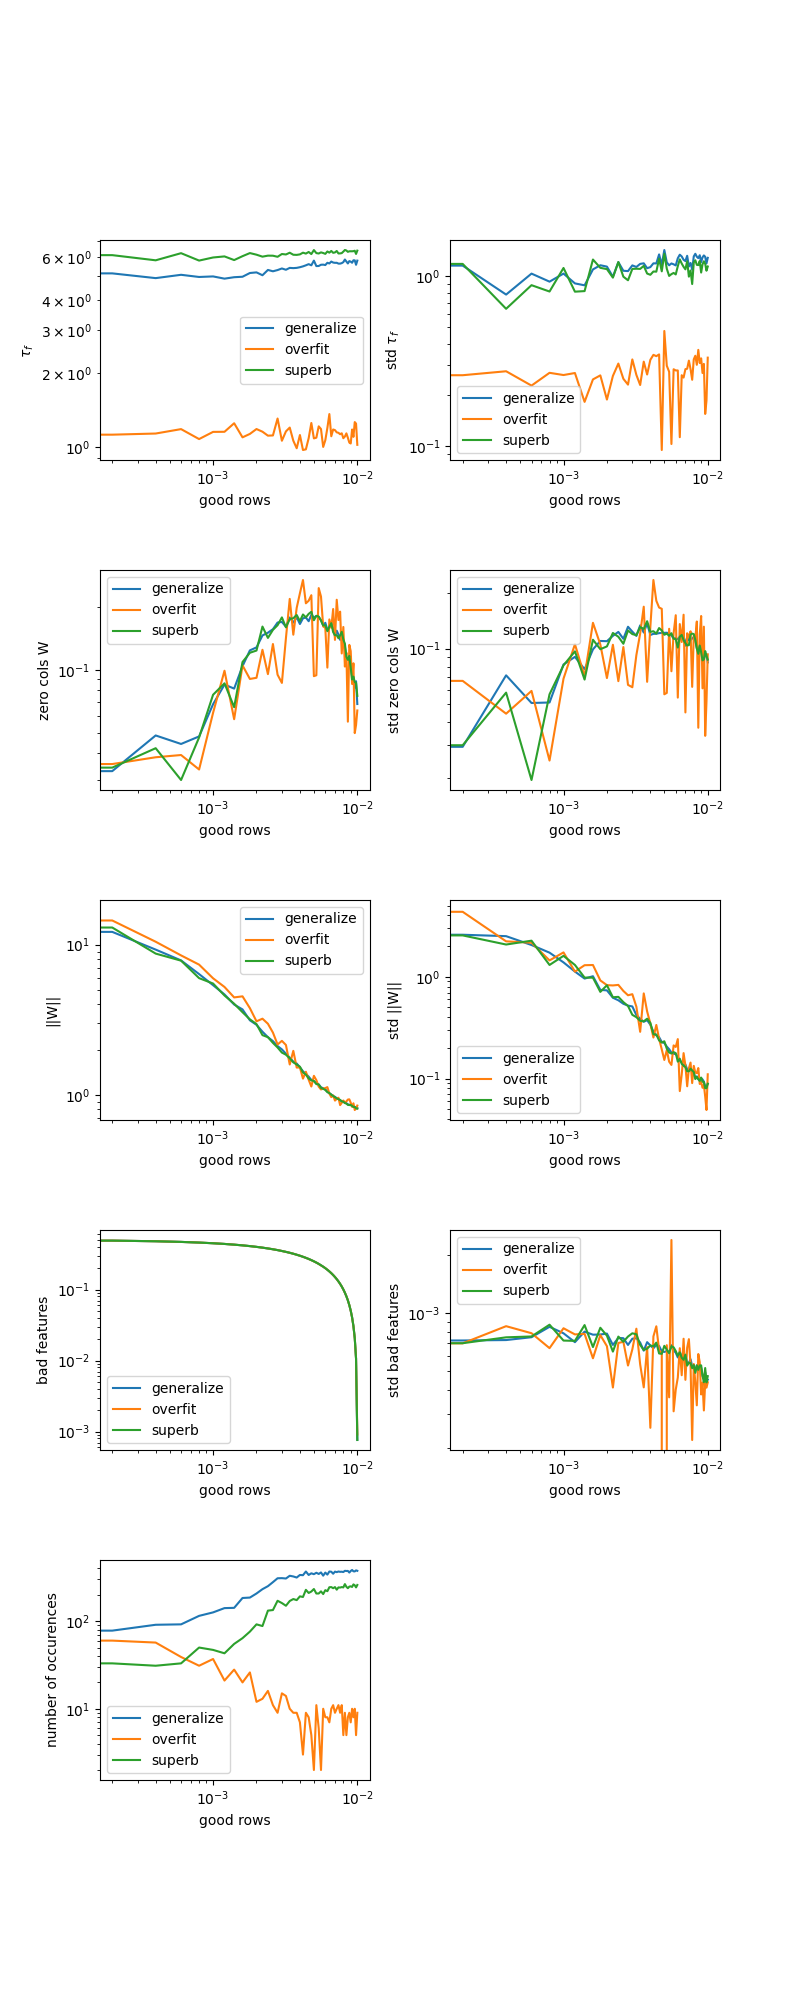 6 × 10⁰
4 × 10⁰
3 × 10⁰
2 × 10⁰
10⁰
τ_f
generalize
overfit
superb
10⁻³
10⁻²
good rows
10⁰
10⁻¹
std τ_f
generalize
overfit
superb
10⁻³
10⁻²
good rows
10⁻¹
zero cols W
generalize
overfit
superb
10⁻³
10⁻²
good rows
10⁻¹
std zero cols W
generalize
overfit
superb
10⁻³
10⁻²
good rows
10¹
10⁰
||W||
generalize
overfit
superb
10⁻³
10⁻²
good rows
10⁰
10⁻¹
std ||W||
generalize
overfit
superb
10⁻³
10⁻²
good rows
10⁻¹
10⁻²
10⁻³
bad features
generalize
overfit
superb
10⁻³
10⁻²
good rows
10⁻³
std bad features
generalize
overfit
superb
10⁻³
10⁻²
good rows
10²
10¹
number of occurences
generalize
overfit
superb
10⁻³
10⁻²
good rows